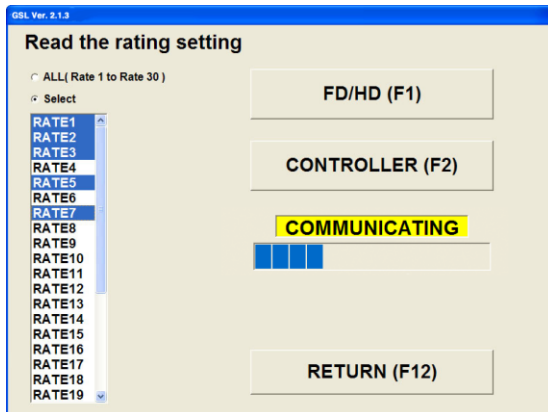 GSL Ver. 2.1.3
Read the rating setting
ALL( Rate 1 to Rate 30 )
Select
RATE1
RATE2
RATE3
RATE4
RATE5
RATE6
RATE7
RATE8
RATE9
RATE10
RATE11
RATE12
RATE13
RATE14
RATE15
RATE16
RATE17
RATE18
RATE19
FD/HD (F1)
CONTROLLER (F2)
COMMUNICATING
RETURN (F12)